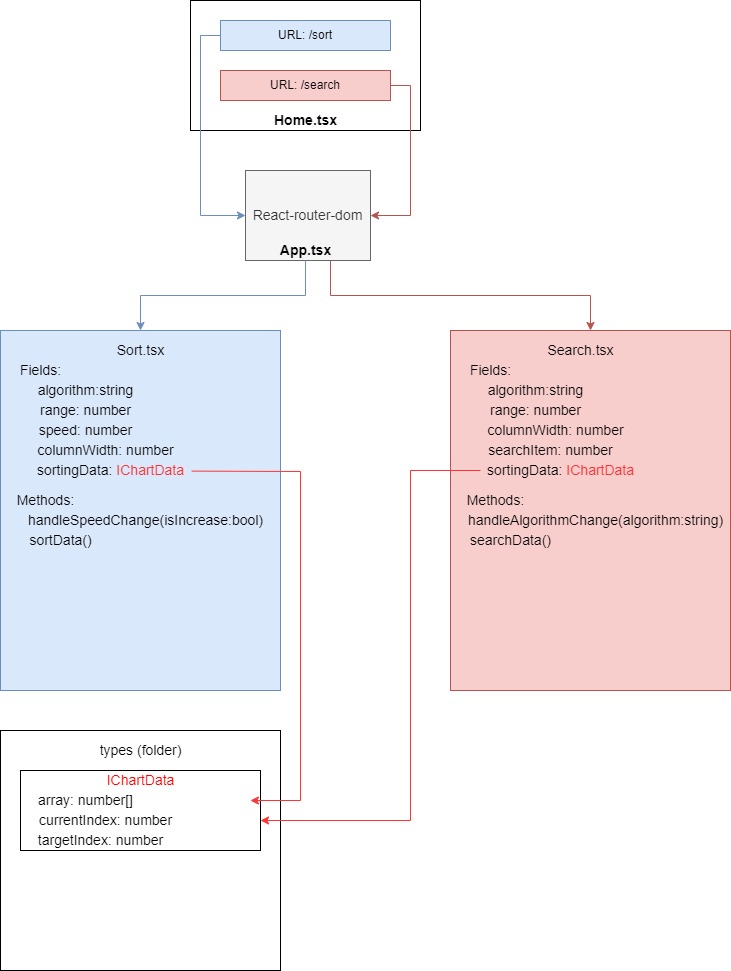 URL: /sort
URL: /search
Home.tsx
React-router-dom
App.tsx
Sort.tsx
Fields:
algorithm:string
range: number
speed: number
columnWidth: number
sortingData: IChartData
Methods:
handleSpeedChange(isIncrease:bool)
sortData()
Search.tsx
Fields:
algorithm:string
range: number
columnWidth: number
searchItem: number
sortingData: IChartData
Methods:
handleAlgorithmChange(algorithm:string)
searchData()
types (folder)
IChartData
array: number[]
currentIndex: number
targetIndex: number